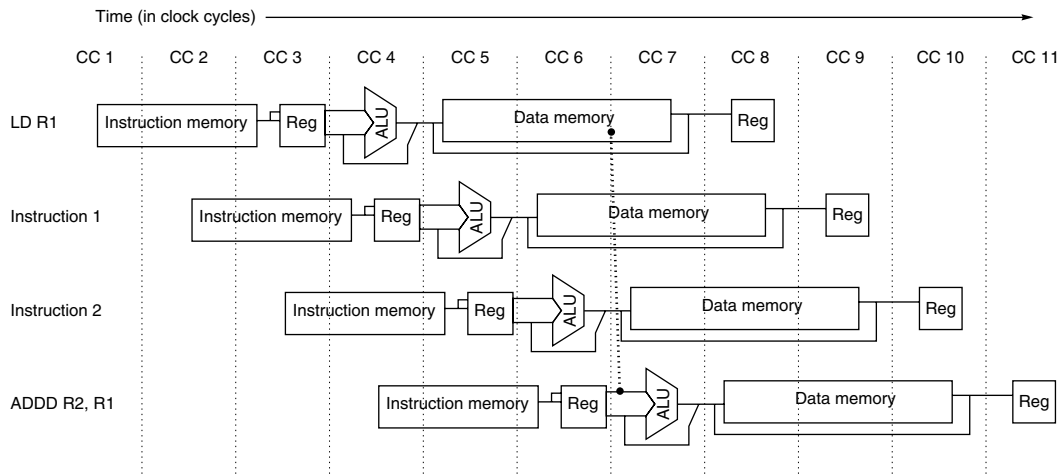 Time (in clock cycles)
CC 1 CC 2 CC 3 CC 4 CC 5 CC 6 CC 7 CC 8 CC 9 CC 10 CC 11
LD R1 Instruction memory Reg ALU Data memory Reg
Instruction 1 Instruction memory Reg ALU Data memory Reg
Instruction 2 Instruction memory Reg ALU Data memory Reg
ADDD R2, R1 Instruction memory Reg ALU Data memory Reg